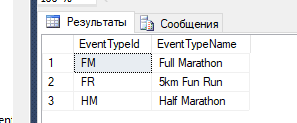 Результаты Сообщения
EventTypeId EventTypeName
1 FM Full Marathon
2 FR 5km Fun Run
3 HM Half Marathon